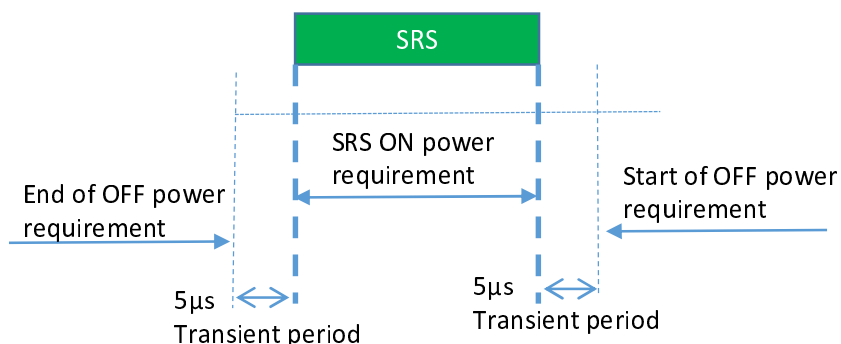 SRS
SRS ON power
requirement
End of OFF power
requirement
Start of OFF power
requirement
5µs
Transient period
5µs
Transient period